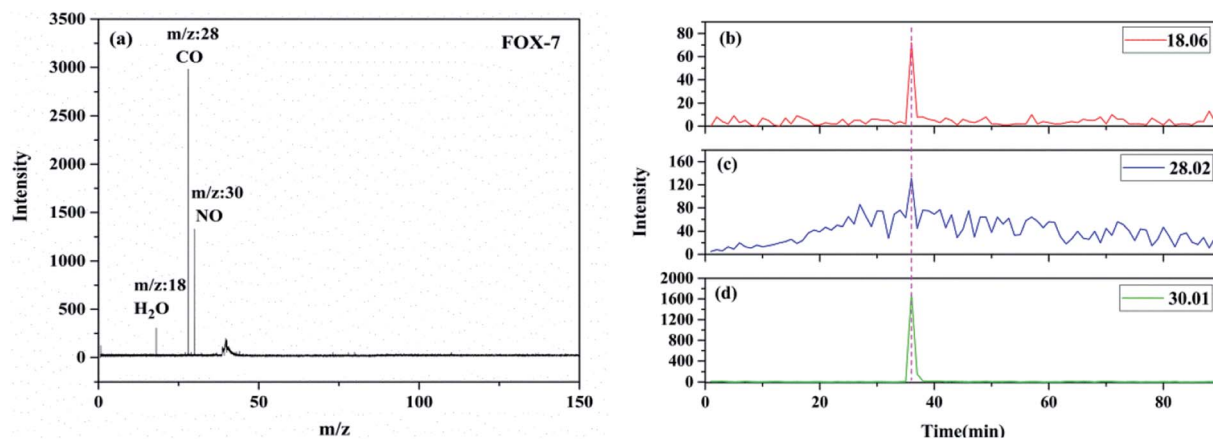 (a)
FOX-7
m/z:28
CO
m/z:30
NO
m/z:18
H₂O
3500
3000
2500
2000
1500
1000
500
0
Intensity
0 50 100 150
m/z
(b)
18.06
80
60
40
20
0
(c)
28.02
160
120
80
40
0
Intensity
(d)
30.01
2000
1600
1200
800
400
0
0 20 40 60 80
Time(min)